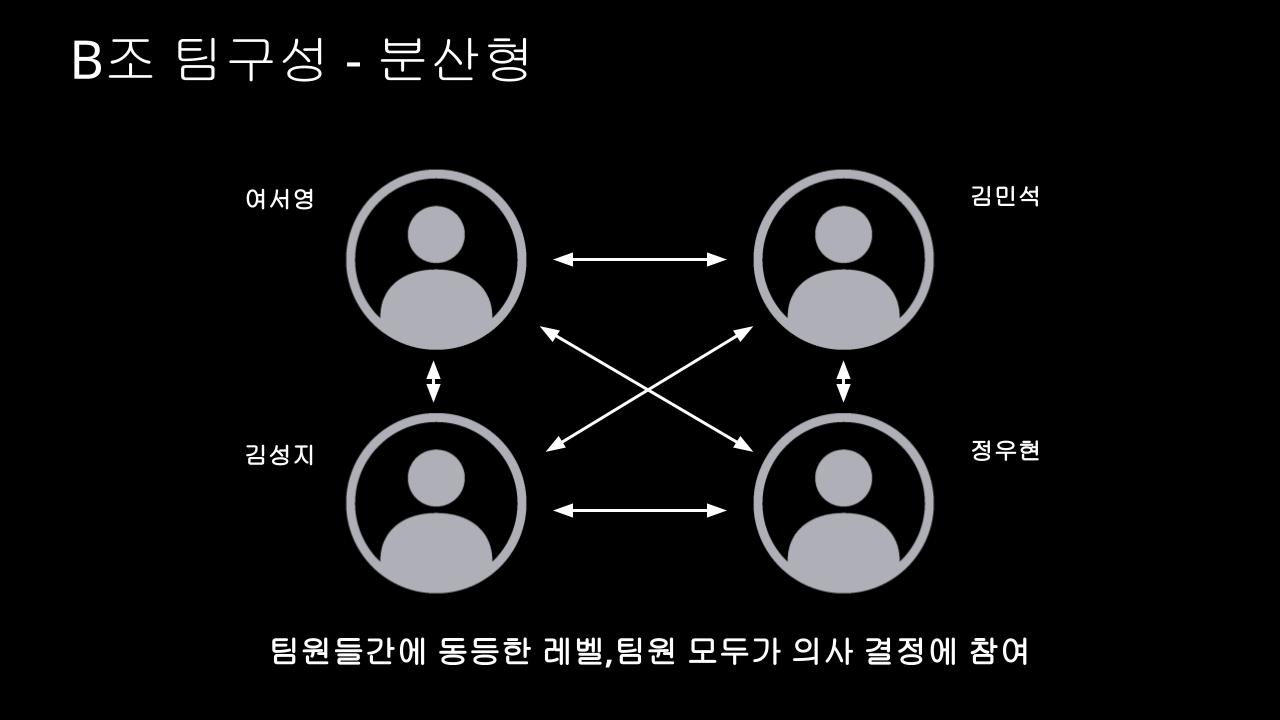 B조 팀구성 - 분산형
여서영
김민석
김성지
정우현
팀원들간에 동등한 레벨,팀원 모두가 의사 결정에 참여